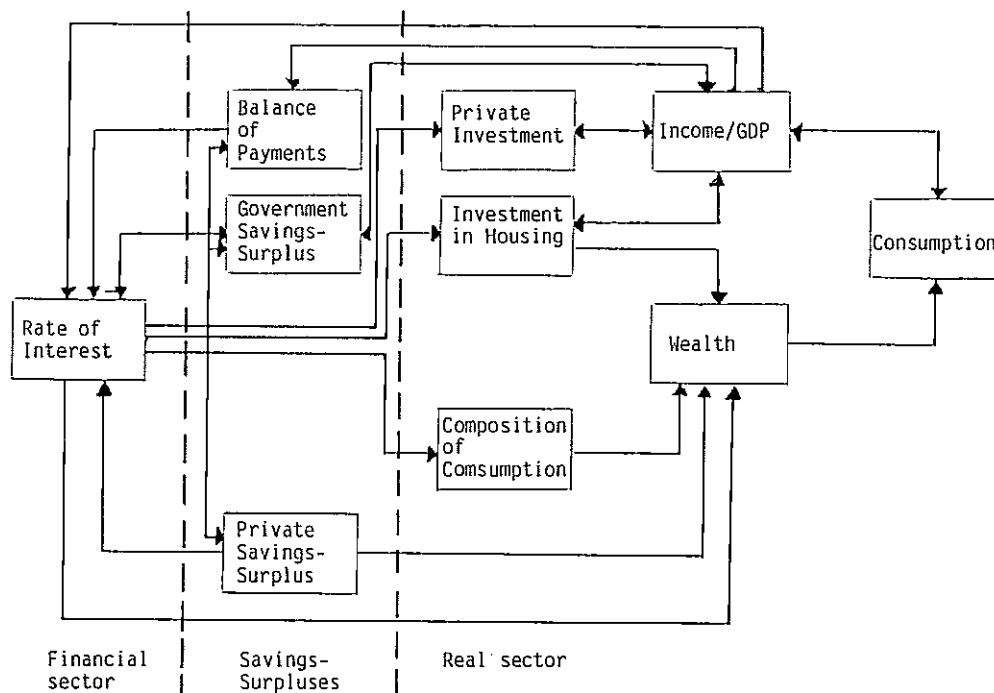 Balance
of
Payments
Private
Investment
Income/GDP
Government
Savings-
Surplus
Investment
in Housing
Consumption
Rate of
Interest
Wealth
Composition
of
Comsumption
Private
Savings-
Surplus
Financial
sector
Savings-
Surpluses
Real sector